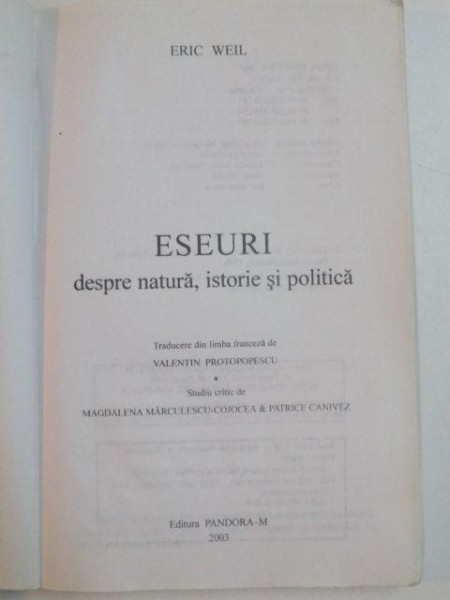 ERIC WEIL
ESEURI
despre natură, istorie și politică
Traducere din limba franceză de
VALENTIN PROTOPOPESCU
•
Studiu critic de
MAGDALENA MĂRCULESCU-COJOCEA & PATRICE CANIVEZ
Editura PANDORA–M
2003